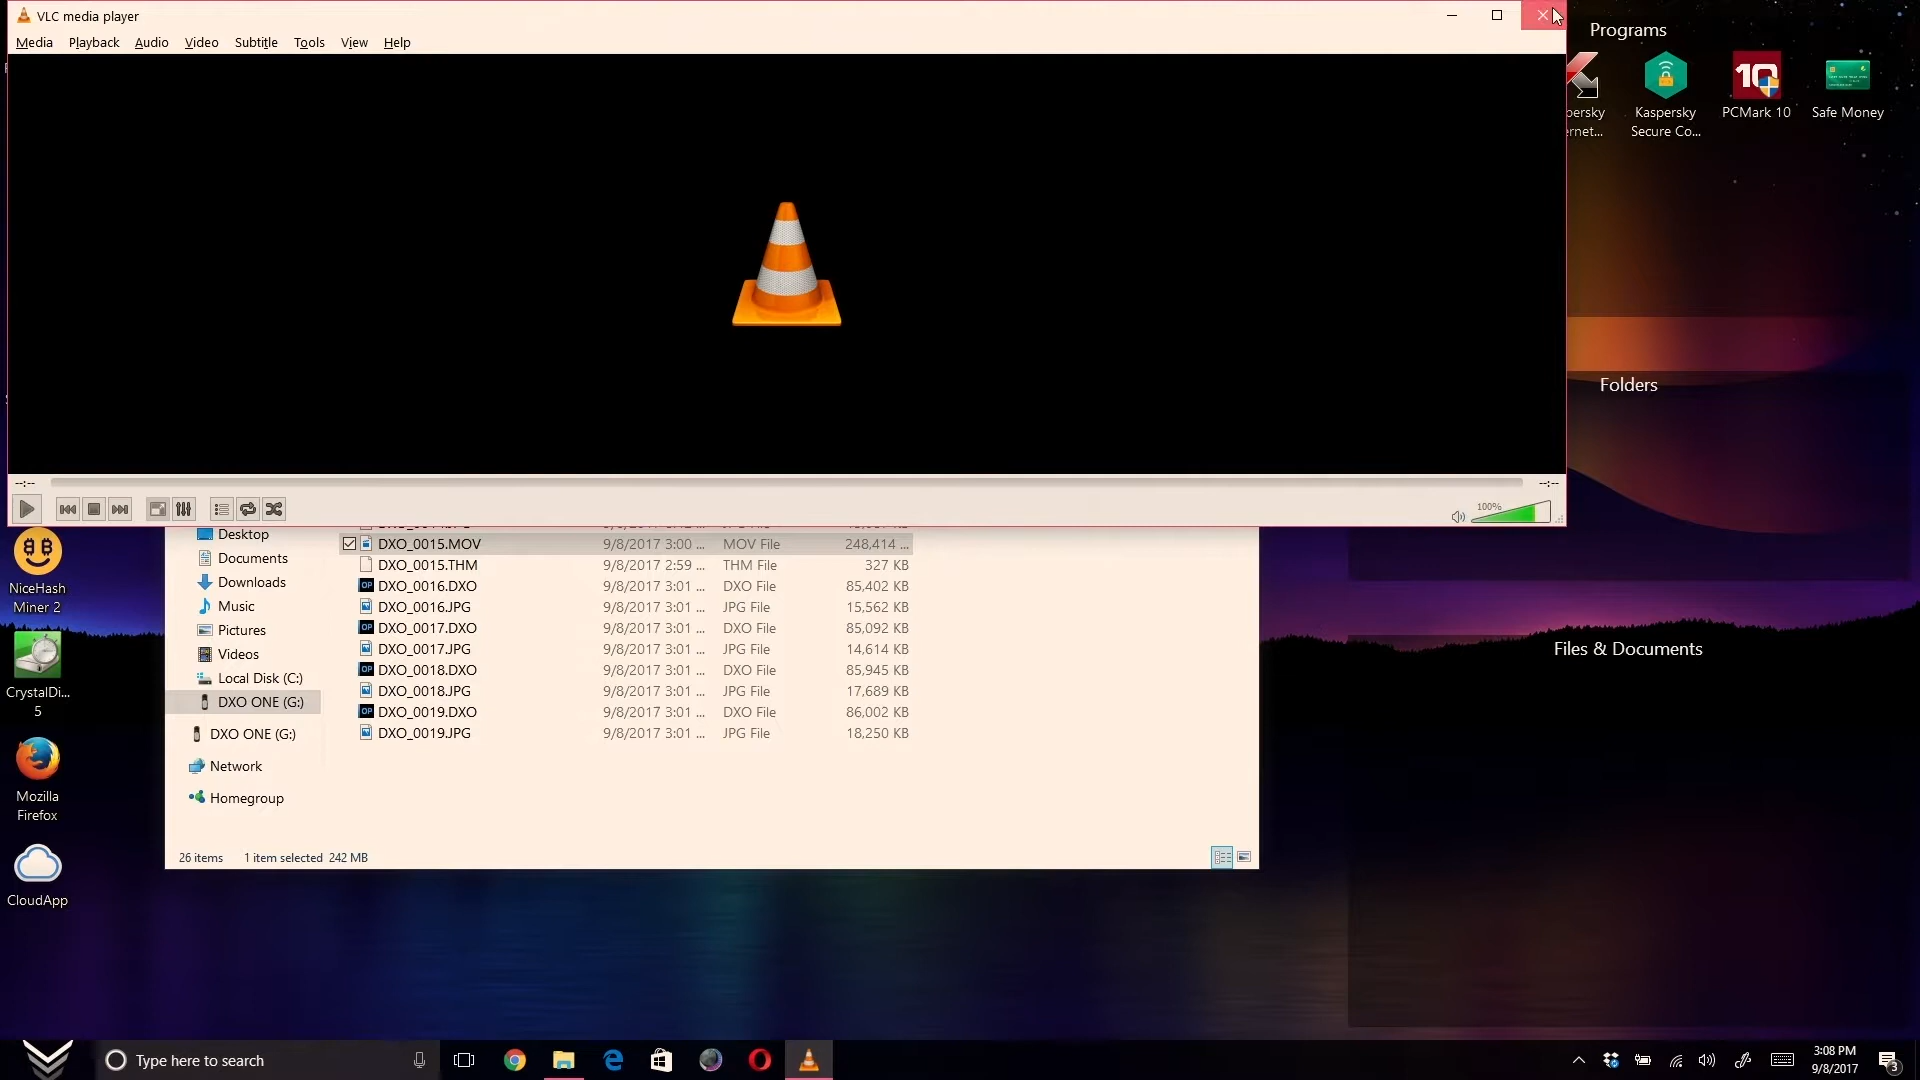 VLC media player
Media Playback Audio Video Subtitle Tools View Help
Programs
Kaspersky
Secure Co...
PCMark 10
Safe Money
Folders
Files & Documents
--:--
--:--
100%
NiceHash
Miner 2
CrystalDi...
5
Mozilla
Firefox
CloudApp
Desktop
Documents
Downloads
Music
Pictures
Videos
Local Disk (C:)
DXO ONE (G:)
DXO ONE (G:)
Network
Homegroup
DXO_0015.MOV 9/8/2017 3:00 ... MOV File 248,414 ...
DXO_0015.THM 9/8/2017 2:59 ... THM File 327 KB
DXO_0016.DXO 9/8/2017 3:01 ... DXO File 85,402 KB
DXO_0016.JPG 9/8/2017 3:01 ... JPG File 15,562 KB
DXO_0017.DXO 9/8/2017 3:01 ... DXO File 85,092 KB
DXO_0017.JPG 9/8/2017 3:01 ... JPG File 14,614 KB
DXO_0018.DXO 9/8/2017 3:01 ... DXO File 85,945 KB
DXO_0018.JPG 9/8/2017 3:01 ... JPG File 17,689 KB
DXO_0019.DXO 9/8/2017 3:01 ... DXO File 86,002 KB
DXO_0019.JPG 9/8/2017 3:01 ... JPG File 18,250 KB
26 items 1 item selected 242 MB
Type here to search
3:08 PM
9/8/2017
3